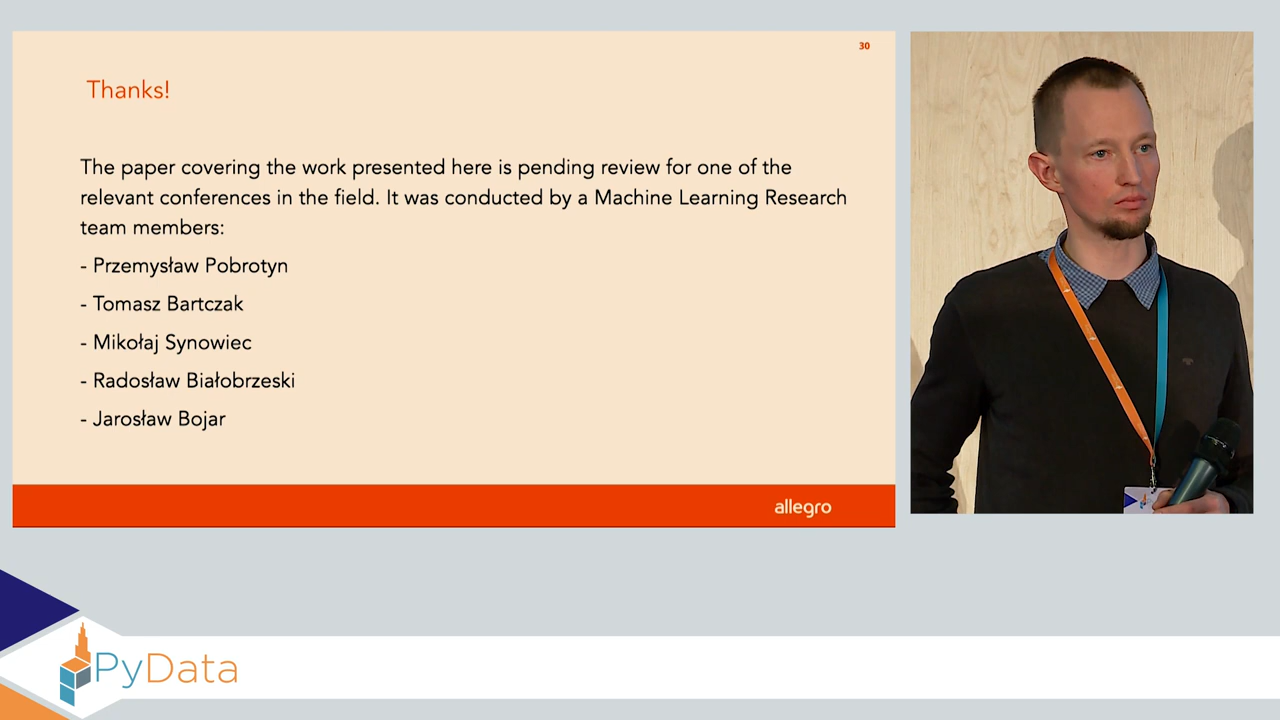 30
Thanks!
The paper covering the work presented here is pending review for one of the
relevant conferences in the field. It was conducted by a Machine Learning Research
team members:
- Przemysław Pobrotyn
- Tomasz Bartczak
- Mikołaj Synowiec
- Radosław Białobrzeski
- Jarosław Bojar
allegro
PyData